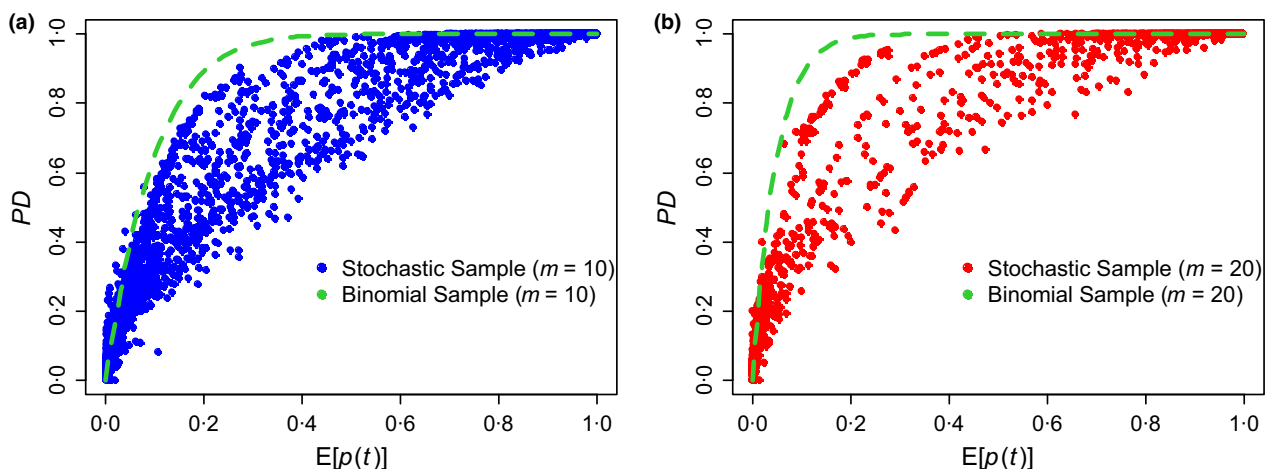 (a)
PD
1·0
0·8
0·6
0·4
0·2
0·0
Stochastic Sample (m = 10)
Binomial Sample (m = 10)
0·0 0·2 0·4 0·6 0·8 1·0
E[p(t)]
(b)
PD
1·0
0·8
0·6
0·4
0·2
0·0
Stochastic Sample (m = 20)
Binomial Sample (m = 20)
0·0 0·2 0·4 0·6 0·8 1·0
E[p(t)]